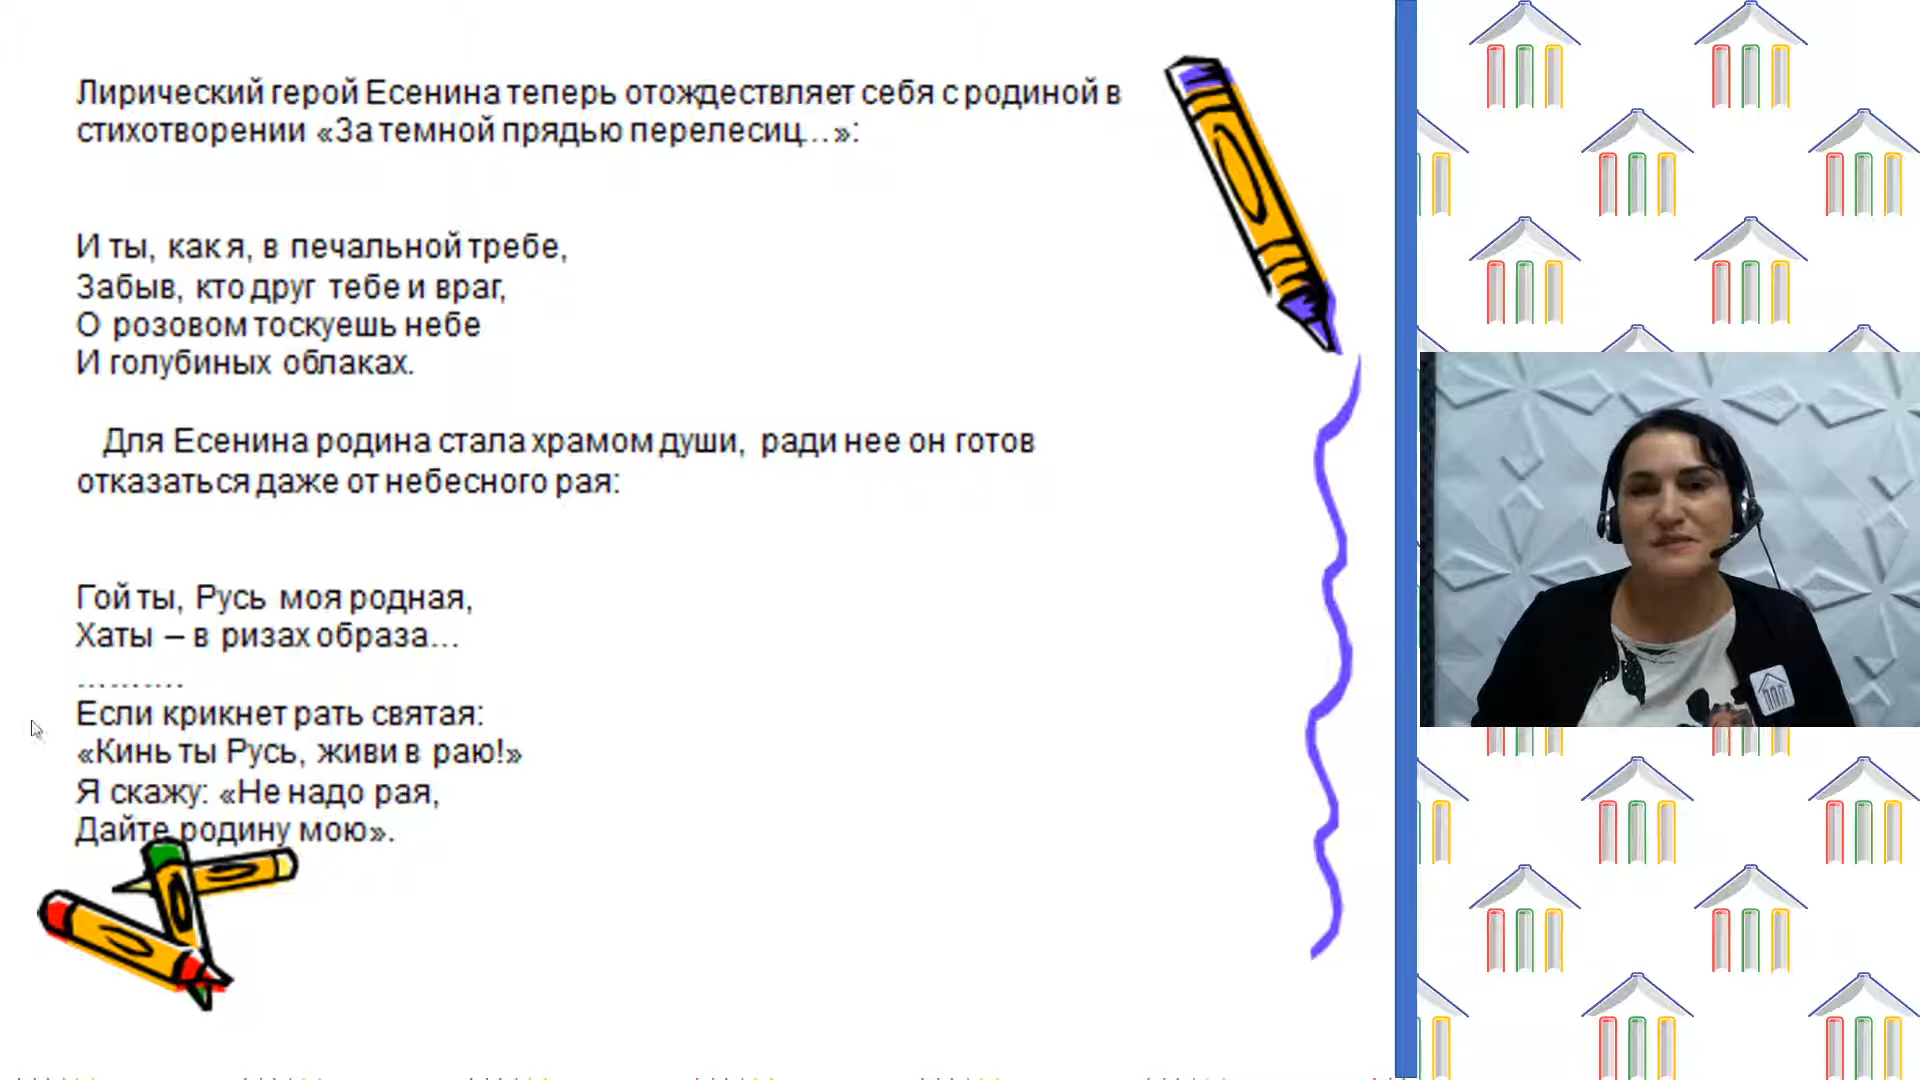 Лирический герой Есенина теперь отождествляет себя с родиной в
стихотворении «За темной прядью перелесиц...»:
И ты, как я, в печальной требе,
Забыв, кто друг тебе и враг,
О розовом тоскуешь небе
И голубиных облаках.
Для Есенина родина стала храмом души, ради нее он готов
отказаться даже от небесного рая:
Гой ты, Русь моя родная,
Хаты – в ризах образа...
..........
Если крикнет рать святая:
«Кинь ты Русь, живи в раю!»
Я скажу: «Не надо рая,
Дайте родину мою».